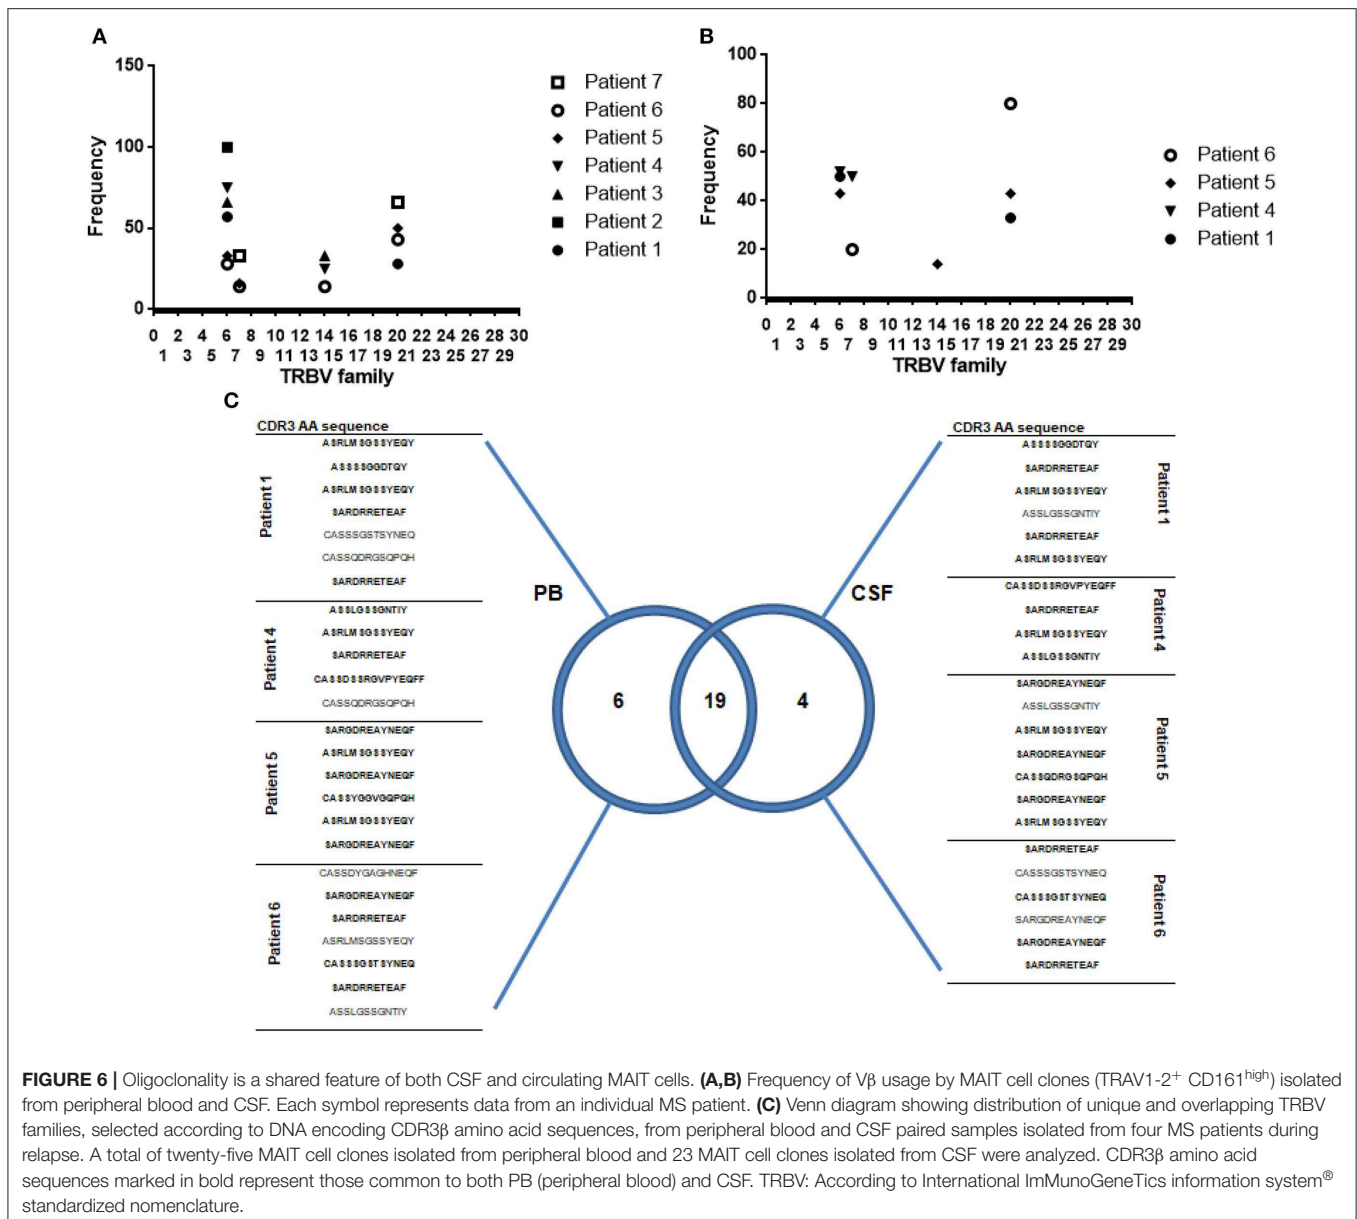 A
Frequency
150
100
50
0
0 2 4 6 8 10 12 14 16 18 20 22 24 26 28 30
1 3 5 7 9 11 13 15 17 19 21 23 25 27 29
TRBV family
Patient 7
Patient 6
Patient 5
Patient 4
Patient 3
Patient 2
Patient 1
B
Frequency
100
80
60
40
20
0
0 2 4 6 8 10 12 14 16 18 20 22 24 26 28 30
1 3 5 7 9 11 13 15 17 19 21 23 25 27 29
TRBV family
Patient 6
Patient 5
Patient 4
Patient 1
C
CDR3 AA sequence
Patient 1
ASRLMSGSSYEQY
ASSSSGGDTQY
ASRLMSGSSYEQY
SARDRRETEAF
CASSSGSTSYNEQ
CASSQDRGSQPQH
SARDRRETEAF
Patient 4
ASSLGSSGNTIY
ASRLMSGSSYEQY
SARDRRETEAF
CASSDSSRGVPYEQFF
CASSQDRGSQPQH
Patient 5
SARGDREAYNEQF
ASRLMSGSSYEQY
SARGDREAYNEQF
CASSYGGVGQPQH
ASRLMSGSSYEQY
SARGDREAYNEQF
Patient 6
CASSDYGAGHNEQF
SARGDREAYNEQF
SARDRRETEAF
ASRLMSGSSYEQY
CASSSGSTSYNEQ
SARDRRETEAF
ASSLGSSGNTIY
PB
CSF
6
19
4
CDR3 AA sequence
Patient 1
ASSSSGGDTQY
SARDRRETEAF
ASRLMSGSSYEQY
ASSLGSSGNTIY
SARDRRETEAF
ASRLMSGSSYEQY
Patient 4
CASSDSSRGVPYEQFF
SARDRRETEAF
ASRLMSGSSYEQY
ASSLGSSGNTIY
Patient 5
SARGDREAYNEQF
ASSLGSSGNTIY
ASRLMSGSSYEQY
SARGDREAYNEQF
CASSQDRGSQPQH
SARGDREAYNEQF
ASRLMSGSSYEQY
Patient 6
SARDRRETEAF
CASSSGSTSYNEQ
CASSSGSTSYNEQ
SARGDREAYNEQF
SARGDREAYNEQF
SARDRRETEAF
FIGURE 6 | Oligoclonality is a shared feature of both CSF and circulating MAIT cells. (A,B) Frequency of Vβ usage by MAIT cell clones (TRAV1-2+ CD161high) isolated
from peripheral blood and CSF. Each symbol represents data from an individual MS patient. (C) Venn diagram showing distribution of unique and overlapping TRBV
families, selected according to DNA encoding CDR3β amino acid sequences, from peripheral blood and CSF paired samples isolated from four MS patients during
relapse. A total of twenty-five MAIT cell clones isolated from peripheral blood and 23 MAIT cell clones isolated from CSF were analyzed. CDR3β amino acid
sequences marked in bold represent those common to both PB (peripheral blood) and CSF. TRBV: According to International ImMunoGeneTics information system®
standardized nomenclature.